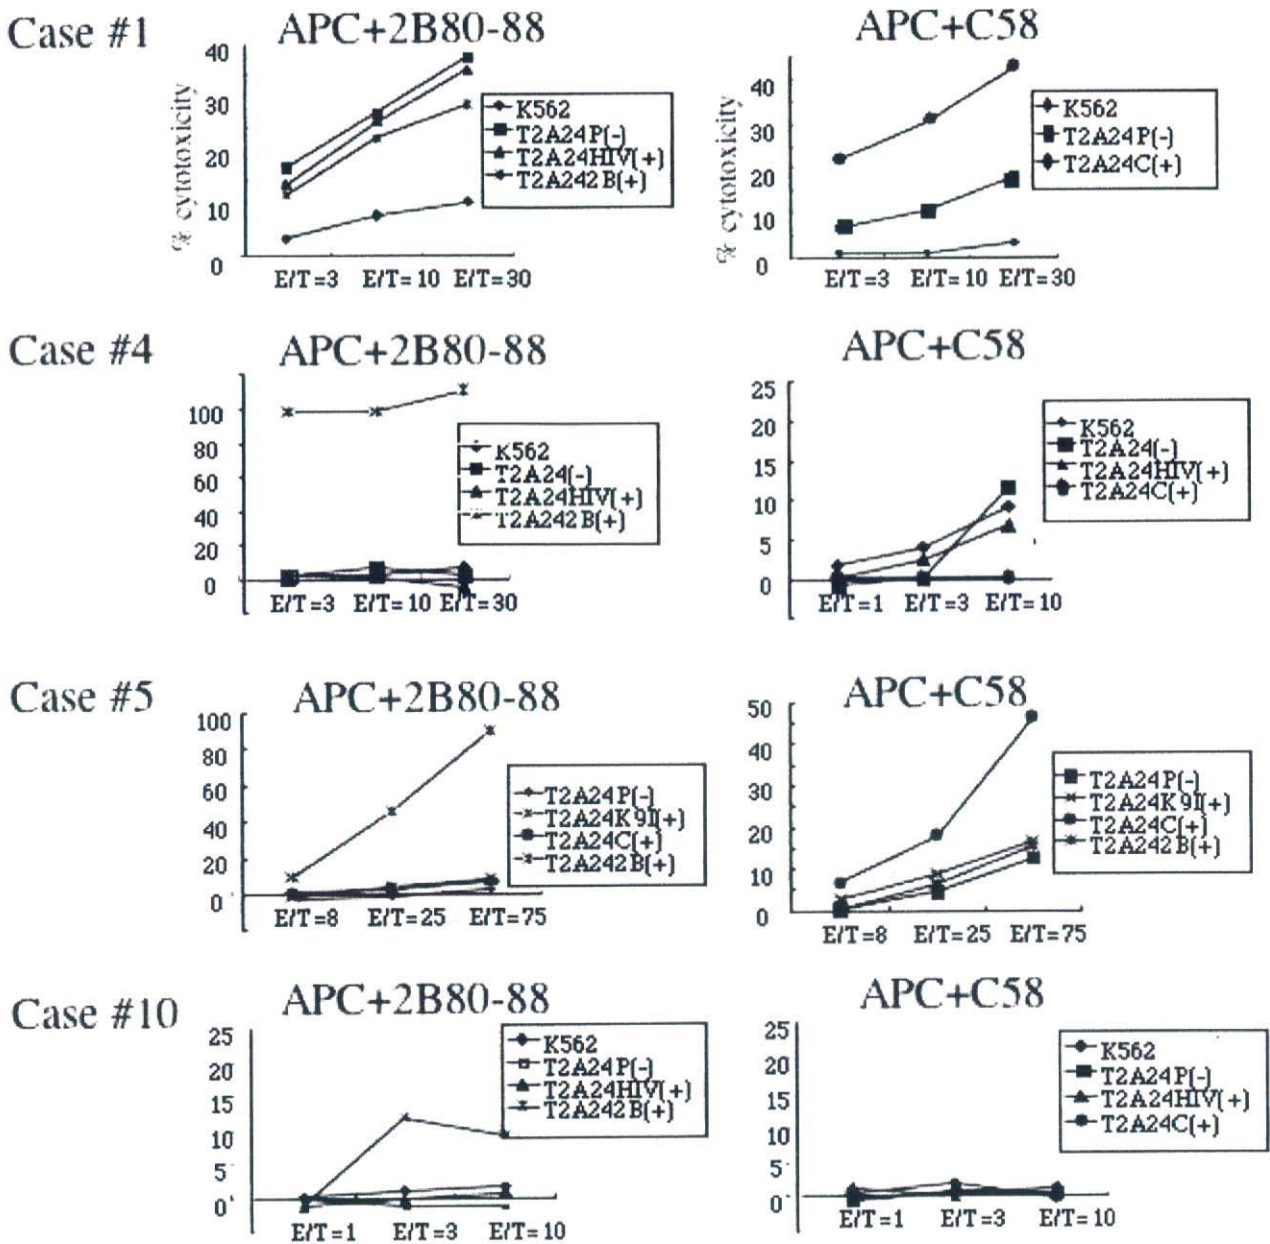 Case #1
APC+2B80-88
40
30
20
10
0
% cytotoxicity
E/T=3 E/T=10 E/T=30
K562
T2A24P(-)
T2A24HIV(+)
T2A242B(+)
APC+C58
40
30
20
10
0
% cytotoxicity
E/T=3 E/T=10 E/T=30
K562
T2A24P(-)
T2A24C(+)
Case #4
APC+2B80-88
100
80
60
40
20
0
E/T=3 E/T=10 E/T=30
K562
T2A24(-)
T2A24HIV(+)
T2A242B(+)
APC+C58
25
20
15
10
5
0
E/T=1 E/T=3 E/T=10
K562
T2A24(-)
T2A24HIV(+)
T2A24C(+)
Case #5
APC+2B80-88
100
80
60
40
20
0
E/T=8 E/T=25 E/T=75
T2A24P(-)
T2A24K9I(+)
T2A24C(+)
T2A242B(+)
APC+C58
50
40
30
20
10
0
E/T=8 E/T=25 E/T=75
T2A24P(-)
T2A24K9I(+)
T2A24C(+)
T2A242B(+)
Case #10
APC+2B80-88
25
20
15
10
5
0
E/T=1 E/T=3 E/T=10
K562
T2A24P(-)
T2A24HIV(+)
T2A242B(+)
APC+C58
25
20
15
10
5
0
E/T=1 E/T=3 E/T=10
K562
T2A24P(-)
T2A24HIV(+)
T2A24C(+)